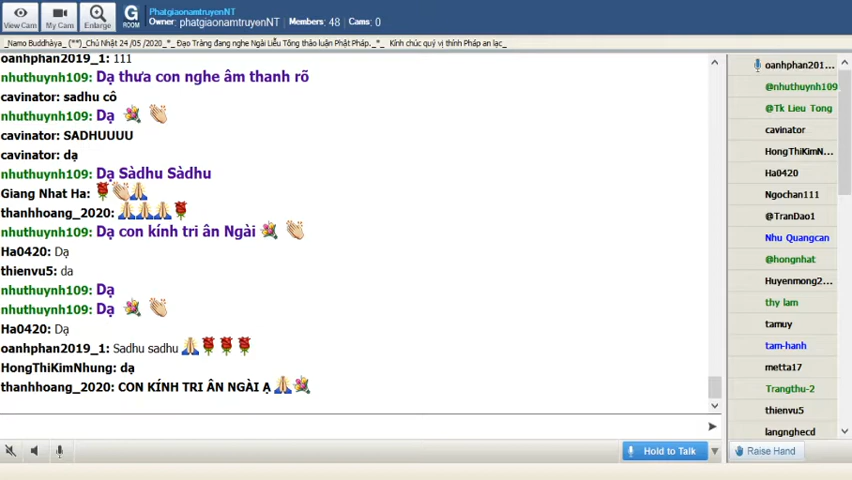 View Cam
My Cam
Enlarge
G
ROOM
PhatgiaonamtruyenNT
Owner: phatgiaonamtruyenNT Members: 48 Cams: 0
_Namo Buddhàya_ (**)_Chủ Nhật 24 /05 /2020_*_ Đạo Tràng đang nghe Ngài Liễu Tông thảo luận Phật Pháp._*_ Kính chúc quý vị thính Pháp an lạc_
oanhphan2019_1: 111
nhuthuynh109: Dạ thưa con nghe âm thanh rõ
cavinator: sadhu cô
nhuthuynh109: Dạ
cavinator: SADHUUUU
cavinator: dạ
nhuthuynh109: Dạ Sàdhu Sàdhu
Giang Nhat Ha:
thanhhoang_2020:
nhuthuynh109: Dạ con kính tri ân Ngài
Ha0420: Dạ
thienvu5: da
nhuthuynh109: Dạ
nhuthuynh109: Dạ
Ha0420: Dạ
oanhphan2019_1: Sadhu sadhu
HongThiKimNhung: dạ
thanhhoang_2020: CON KÍNH TRI ÂN NGÀI Ạ
Hold to Talk
oanhphan201...
@nhuthuynh109
@Tk Lieu Tong
cavinator
HongThiKimN...
Ha0420
Ngochan111
@TranDao1
Nhu Quangcan
@hongnhat
Huyenmong2...
thy lam
tamuy
tam-hanh
metta17
Trangthu-2
thienvu5
langnghecd
Raise Hand